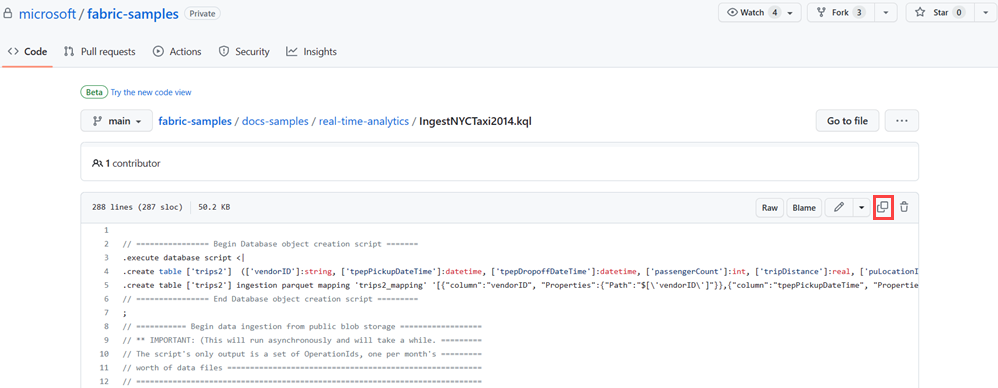 microsoft / fabric-samples Private Watch 4 Fork 3 Star 0
Code Pull requests Actions Security Insights
Beta Try the new code view
main fabric-samples / docs-samples / real-time-analytics / IngestNYCTaxi2014.kql Go to file ...
1 contributor
288 lines (287 sloc) 50.2 KB Raw Blame
1
2 // ================ Begin Database object creation script =======
3 .execute database script <|
4 .create table ['trips2'] (['vendorID']:string, ['tpepPickupDateTime']:datetime, ['tpepDropoffDateTime']:datetime, ['passengerCount']:int, ['tripDistance']:real, ['puLocationI
5 .create table ['trips2'] ingestion parquet mapping 'trips2_mapping' '[{"column":"vendorID", "Properties":{"Path":"$[\'vendorID\']"}},{"column":"tpepPickupDateTime", "Propertie
6 // ================ End Database object creation script =========
7 ;
8 // =========== Begin data ingestion from public blob storage ==================
9 // ** IMPORTANT: (This will run asynchronously and will take a while. =========
10 // The script's only output is a set of OperationIds, one per month's =========
11 // worth of data files ========================================================
12 // ============================================================================